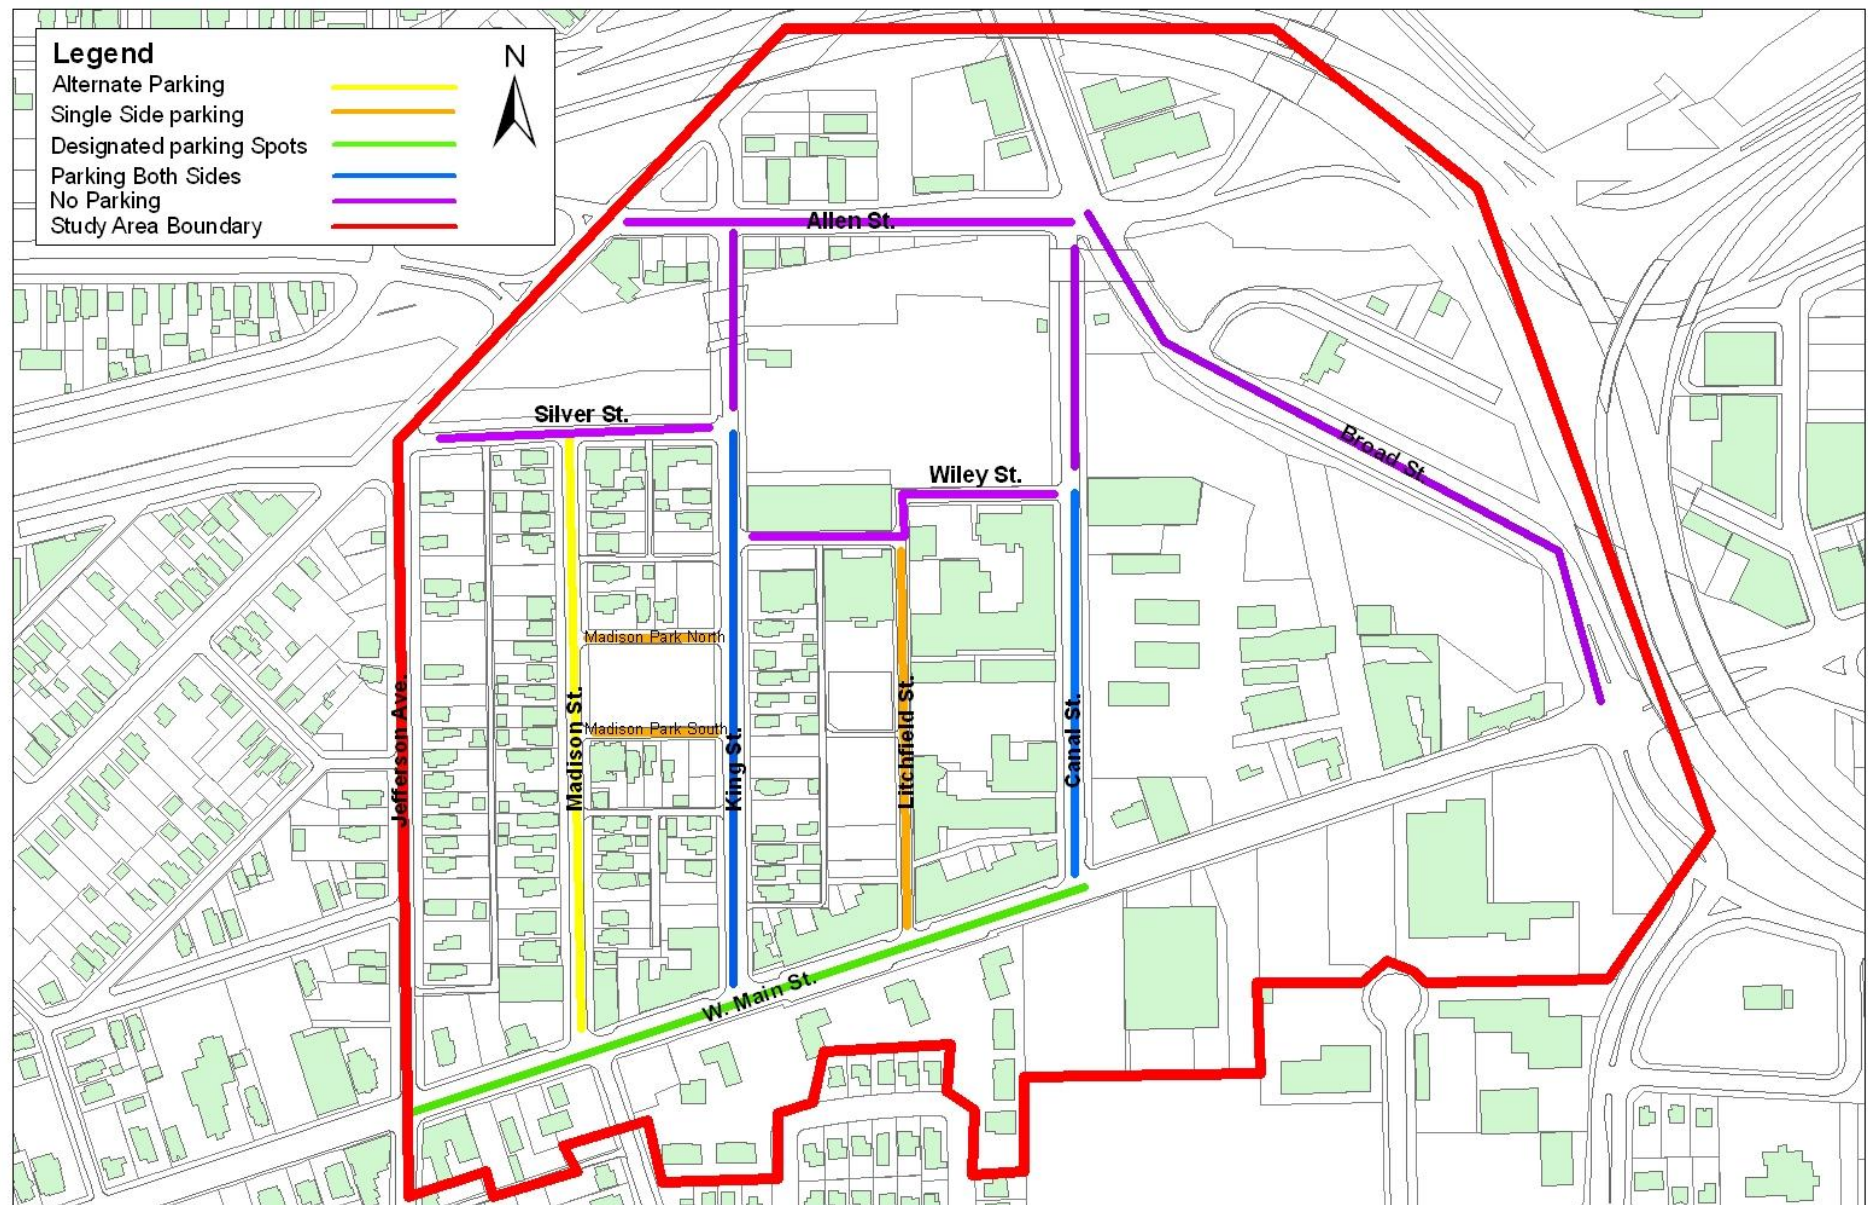 Legend
N
Alternate Parking
Single Side parking
Designated parking Spots
Parking Both Sides
No Parking
Study Area Boundary
Allen St.
Silver St.
Broad St.
Wiley St.
Madison Park North
Madison Park South
Jefferson Ave.
Madison St.
King St.
Litchfield St.
Canal St.
W. Main St.